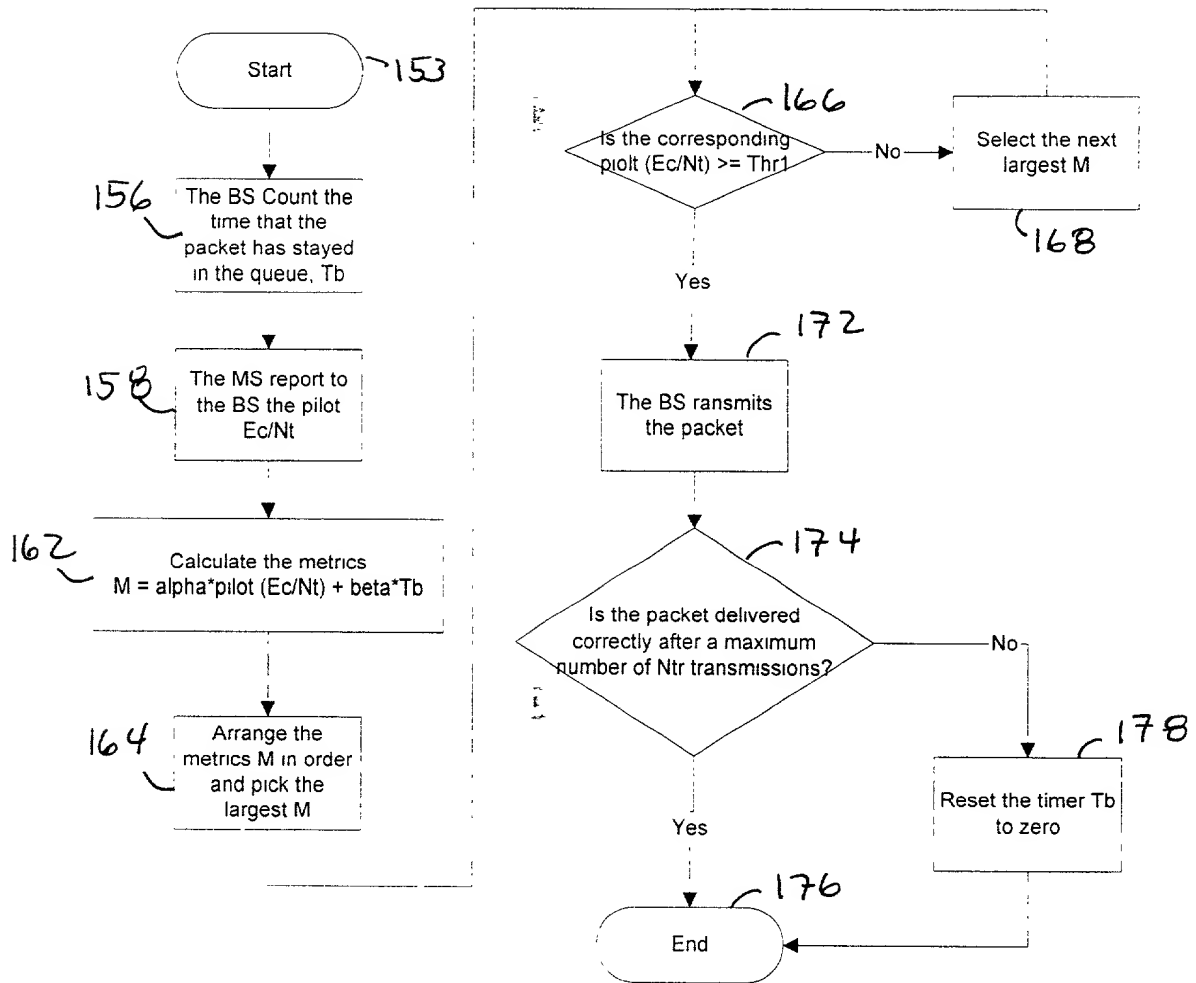 Start
153
156
The BS Count the
time that the
packet has stayed
in the queue, Tb
158
The MS report to
the BS the pilot
Ec/Nt
162
Calculate the metrics
M = alpha*pilot (Ec/Nt) + beta*Tb
164
Arrange the
metrics M in order
and pick the
largest M
166
Is the corresponding
piolt (Ec/Nt) >= Thr1
No
Select the next
largest M
168
Yes
172
The BS ransmits
the packet
174
Is the packet delivered
correctly after a maximum
number of Ntr transmissions?
No
178
Reset the timer Tb
to zero
Yes
176
End